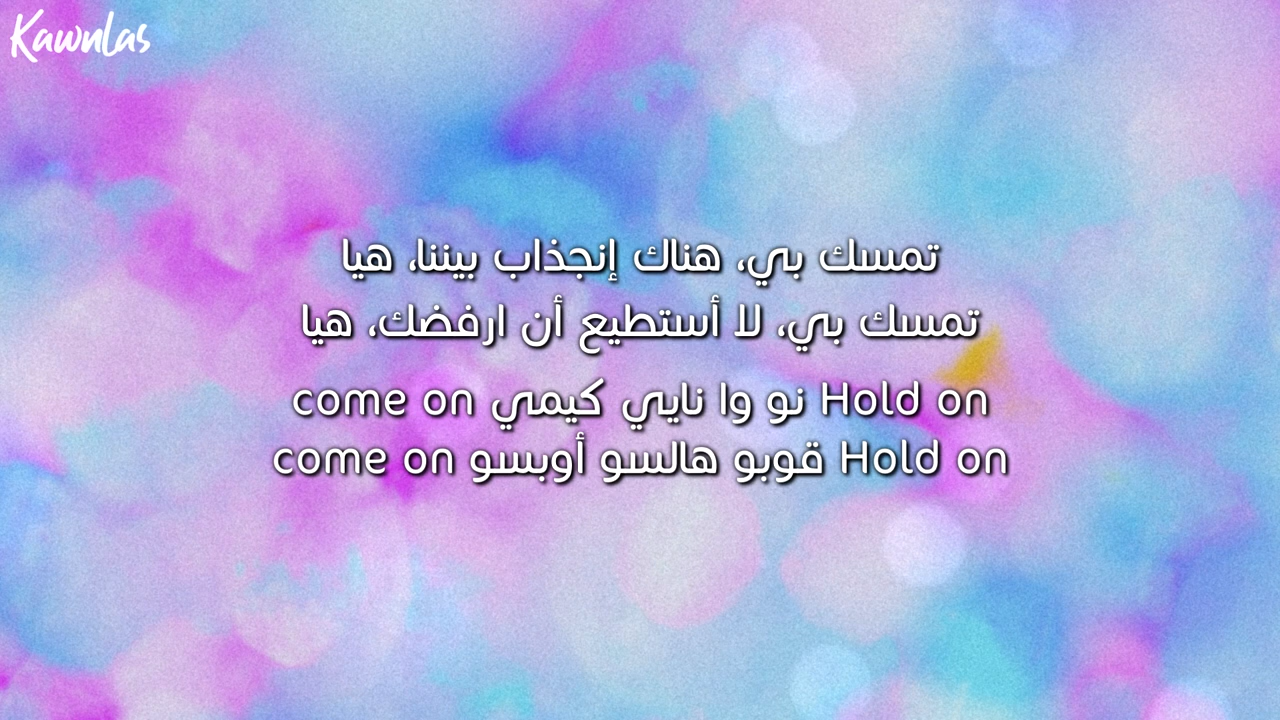 Kawnlas
تمسك بي، هناك إنجذاب بيننا، هيا
تمسك بي، لا أستطيع أن ارفضك، هيا
Hold on نو وا نايي كيمي come on
Hold on قوبو هالسو أوبسو come on